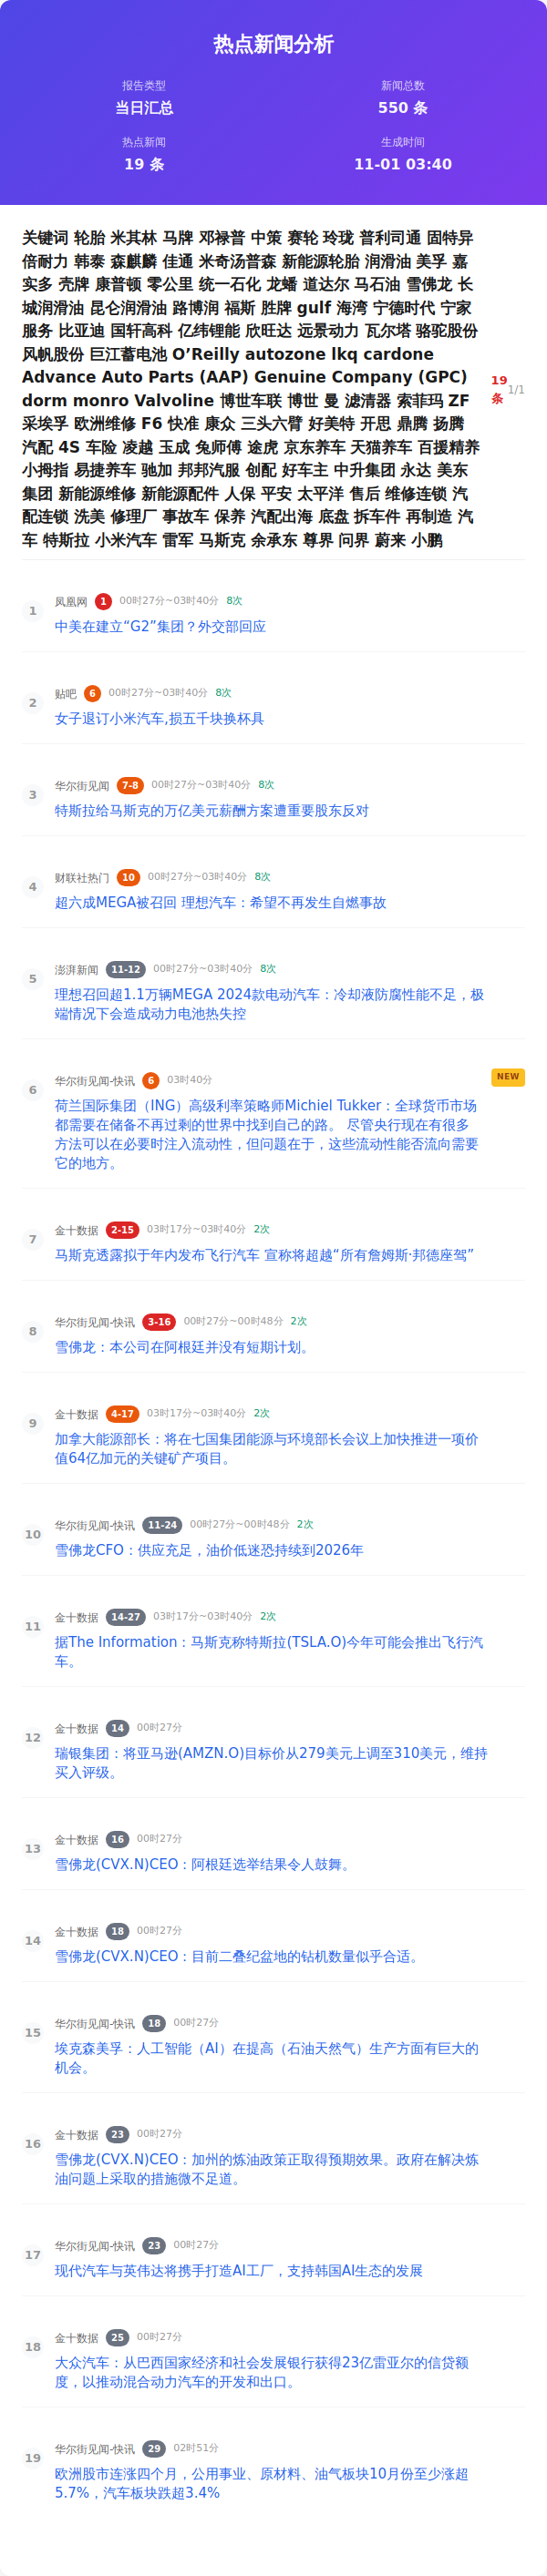 热点新闻分析
报告类型
当日汇总
新闻总数
550 条
热点新闻
19 条
生成时间
11-01 03:40
关键词 轮胎 米其林 马牌 邓禄普 中策 赛轮 玲珑 普利司通 固特异
倍耐力 韩泰 森麒麟 佳通 米奇汤普森 新能源轮胎 润滑油 美孚 嘉
实多 壳牌 康普顿 零公里 统一石化 龙蟠 道达尔 马石油 雪佛龙 长
城润滑油 昆仑润滑油 路博润 福斯 胜牌 gulf 海湾 宁德时代 宁家
服务 比亚迪 国轩高科 亿纬锂能 欣旺达 远景动力 瓦尔塔 骆驼股份
风帆股份 巨江蓄电池 O’Reilly autozone lkq cardone
Advance Auto Parts (AAP) Genuine Company (GPC)
dorm monro Valvoline 博世车联 博世 曼 滤清器 索菲玛 ZF
采埃孚 欧洲维修 F6 快准 康众 三头六臂 好美特 开思 鼎腾 扬腾
汽配 4S 车险 凌越 玉成 兔师傅 途虎 京东养车 天猫养车 百援精养
小拇指 易捷养车 驰加 邦邦汽服 创配 好车主 中升集团 永达 美东
集团 新能源维修 新能源配件 人保 平安 太平洋 售后 维修连锁 汽
配连锁 洗美 修理厂 事故车 保养 汽配出海 底盘 拆车件 再制造 汽
车 特斯拉 小米汽车 雷军 马斯克 余承东 尊界 问界 蔚来 小鹏
19
条
1/1
1
凤凰网 1 00时27分~03时40分 8次
中美在建立“G2”集团？外交部回应
2
贴吧 6 00时27分~03时40分 8次
女子退订小米汽车,损五千块换杯具
3
华尔街见闻 7-8 00时27分~03时40分 8次
特斯拉给马斯克的万亿美元薪酬方案遭重要股东反对
4
财联社热门 10 00时27分~03时40分 8次
超六成MEGA被召回 理想汽车：希望不再发生自燃事故
5
澎湃新闻 11-12 00时27分~03时40分 8次
理想召回超1.1万辆MEGA 2024款电动汽车：冷却液防腐性能不足，极
端情况下会造成动力电池热失控
6
华尔街见闻-快讯 6 03时40分
NEW
荷兰国际集团（ING）高级利率策略师Michiel Tukker：全球货币市场
都需要在储备不再过剩的世界中找到自己的路。 尽管央行现在有很多
方法可以在必要时注入流动性，但问题在于，这些流动性能否流向需要
它的地方。
7
金十数据 2-15 03时17分~03时40分 2次
马斯克透露拟于年内发布飞行汽车 宣称将超越“所有詹姆斯·邦德座驾”
8
华尔街见闻-快讯 3-16 00时27分~00时48分 2次
雪佛龙：本公司在阿根廷并没有短期计划。
9
金十数据 4-17 03时17分~03时40分 2次
加拿大能源部长：将在七国集团能源与环境部长会议上加快推进一项价
值64亿加元的关键矿产项目。
10
华尔街见闻-快讯 11-24 00时27分~00时48分 2次
雪佛龙CFO：供应充足，油价低迷恐持续到2026年
11
金十数据 14-27 03时17分~03时40分 2次
据The Information：马斯克称特斯拉(TSLA.O)今年可能会推出飞行汽
车。
12
金十数据 14 00时27分
瑞银集团：将亚马逊(AMZN.O)目标价从279美元上调至310美元，维持
买入评级。
13
金十数据 16 00时27分
雪佛龙(CVX.N)CEO：阿根廷选举结果令人鼓舞。
14
金十数据 18 00时27分
雪佛龙(CVX.N)CEO：目前二叠纪盆地的钻机数量似乎合适。
15
华尔街见闻-快讯 18 00时27分
埃克森美孚：人工智能（AI）在提高（石油天然气）生产方面有巨大的
机会。
16
金十数据 23 00时27分
雪佛龙(CVX.N)CEO：加州的炼油政策正取得预期效果。政府在解决炼
油问题上采取的措施微不足道。
17
华尔街见闻-快讯 23 00时27分
现代汽车与英伟达将携手打造AI工厂，支持韩国AI生态的发展
18
金十数据 25 00时27分
大众汽车：从巴西国家经济和社会发展银行获得23亿雷亚尔的信贷额
度，以推动混合动力汽车的开发和出口。
19
华尔街见闻-快讯 29 02时51分
欧洲股市连涨四个月，公用事业、原材料、油气板块10月份至少涨超
5.7%，汽车板块跌超3.4%